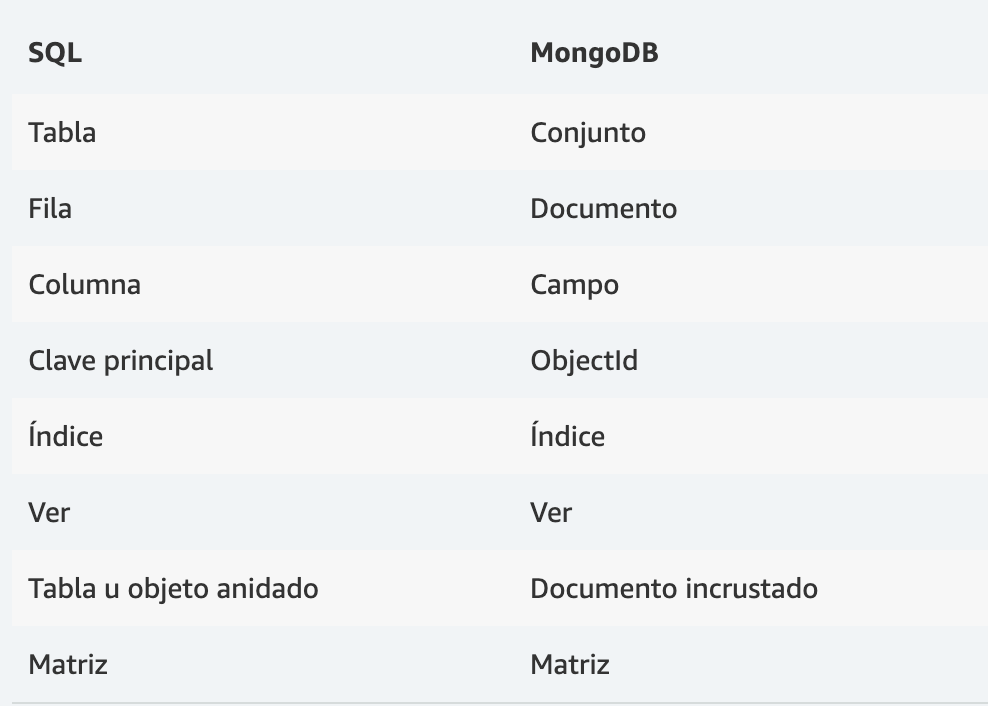 SQL MongoDB
Tabla Conjunto
Fila Documento
Columna Campo
Clave principal ObjectId
Índice Índice
Ver Ver
Tabla u objeto anidado Documento incrustado
Matriz Matriz